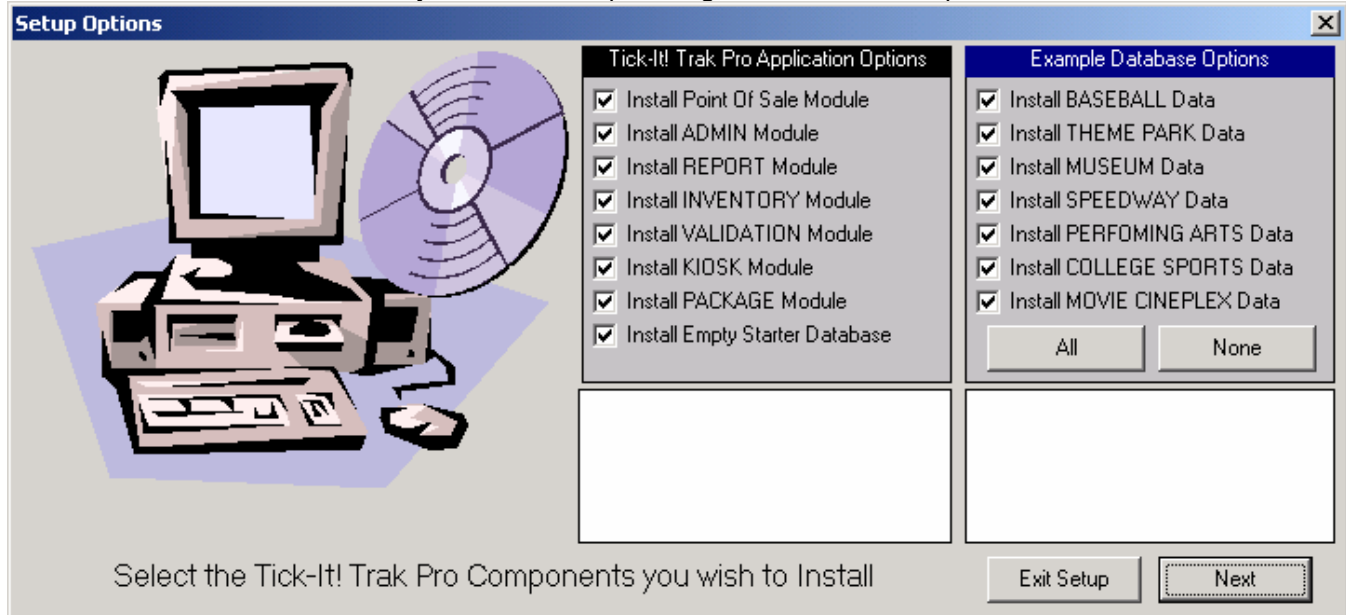 Setup Options
Tick-It! Trak Pro Application Options
Install Point Of Sale Module
Install ADMIN Module
Install REPORT Module
Install INVENTORY Module
Install VALIDATION Module
Install KIOSK Module
Install PACKAGE Module
Install Empty Starter Database
Example Database Options
Install BASEBALL Data
Install THEME PARK Data
Install MUSEUM Data
Install SPEEDWAY Data
Install PERFOMING ARTS Data
Install COLLEGE SPORTS Data
Install MOVIE CINEPLEX Data
All None
Select the Tick-It! Trak Pro Components you wish to Install
Exit Setup Next